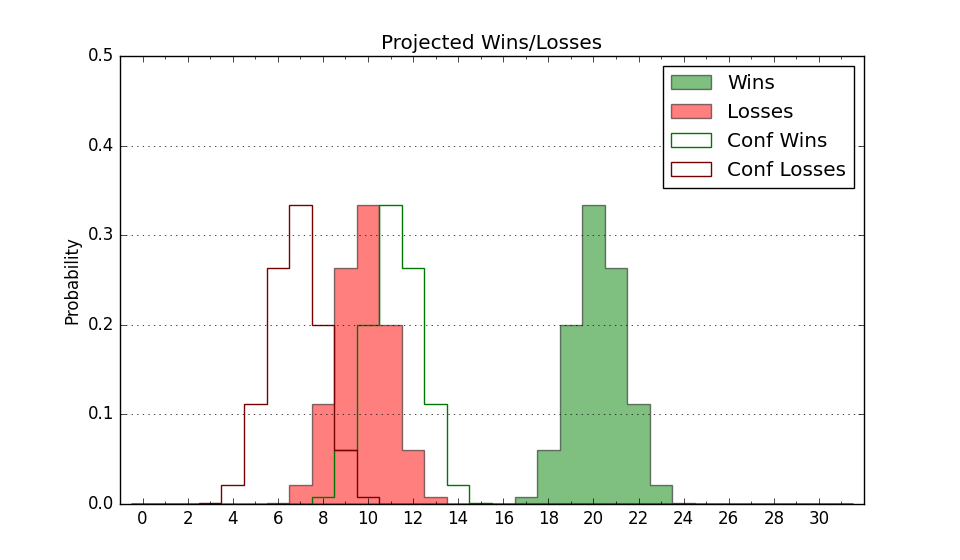 Projected Wins/Losses
0.5
0.4
0.3
0.2
0.1
0.0
Probability
Wins
Losses
Conf Wins
Conf Losses
0 2 4 6 8 10 12 14 16 18 20 22 24 26 28 30